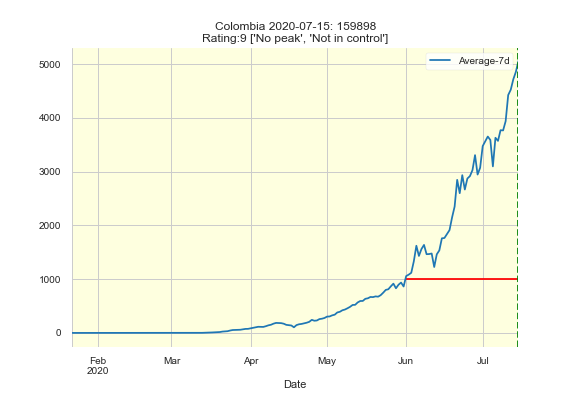 Colombia 2020-07-15: 159898
Rating:9 ['No peak', 'Not in control']
Average-7d
5000
4000
3000
2000
1000
0
Feb Mar Apr May Jun Jul
2020
Date